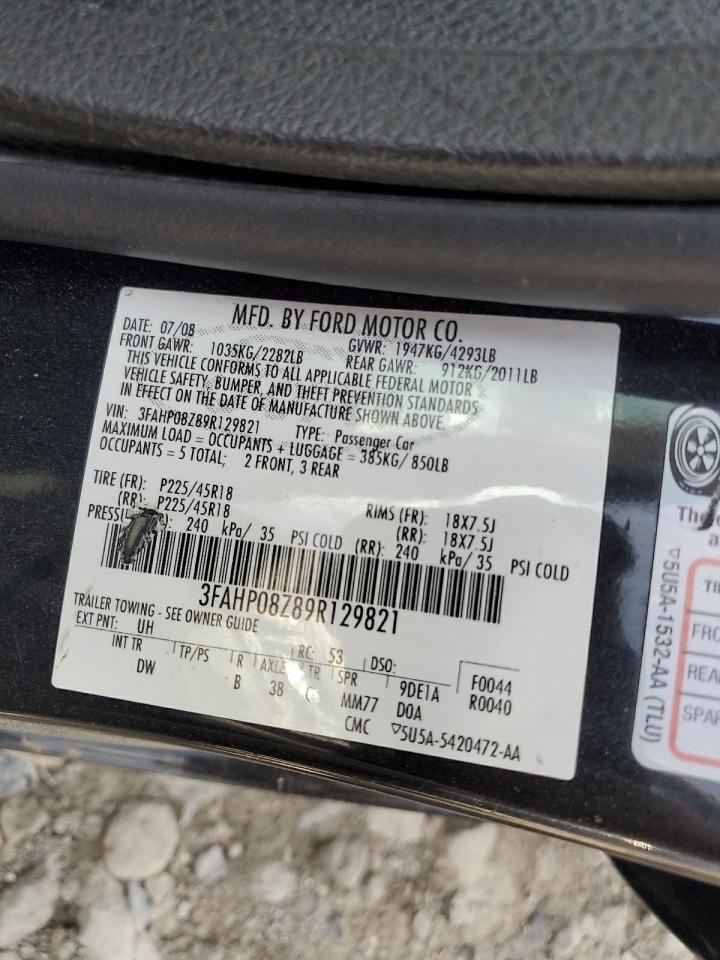 MFD. BY FORD MOTOR CO.
DATE: 07/08 GVWR: 1947KG/4293LB
FRONT GAWR: 1035KG/2282LB REAR GAWR: 912KG/2011LB
THIS VEHICLE CONFORMS TO ALL APPLICABLE FEDERAL MOTOR
VEHICLE SAFETY, BUMPER, AND THEFT PREVENTION STANDARDS
IN EFFECT ON THE DATE OF MANUFACTURE SHOWN ABOVE.
VIN: 3FAHP08Z89R129821 TYPE: Passenger Car
MAXIMUM LOAD = OCCUPANTS + LUGGAGE = 385KG/ 850LB
OCCUPANTS = 5 TOTAL; 2 FRONT, 3 REAR
TIRE (FR): P225/45R18 RIMS (FR): 18X7.5J
(RR): P225/45R18 (RR): 18X7.5J
240 kPa/ 35 PSI COLD (RR): 240 kPa/ 35 PSI COLD
3FAHP08Z89R129821
TRAILER TOWING - SEE OWNER GUIDE
EXT PNT: UH RC: 53 DSO: F0044
INT TR TP/PS R AXLE TR SPR 9DE1A R0040
DW B 38 MM77 D0A
CMC ▽5U5A-5420472-AA
▽5U5A-1532-AA (TLU)